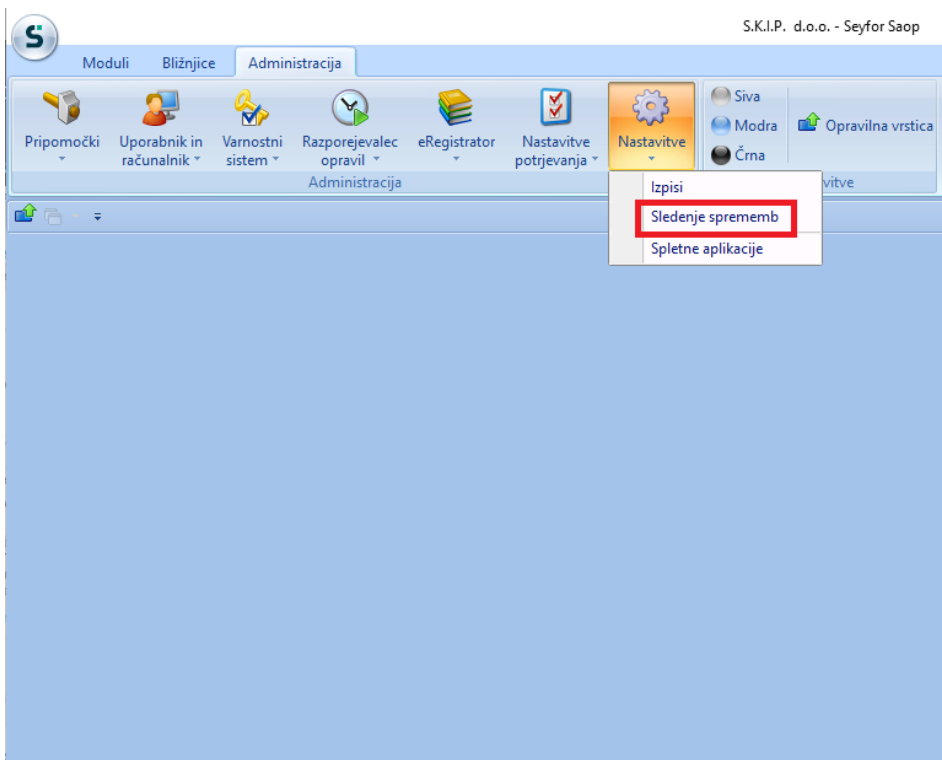 S.K.I.P. d.o.o. - Seyfor Saop
S
Moduli Bližnjice Administracija
Pripomočki
Uporabnik in
računalnik
Varnostni
sistem
Razporejevalec
opravil
eRegistrator
Nastavitve
potrjevanja
Nastavitve
Siva
Modra
Črna
Opravilna vrstica
Administracija
vitve
Izpisi
Sledenje sprememb
Spletne aplikacije